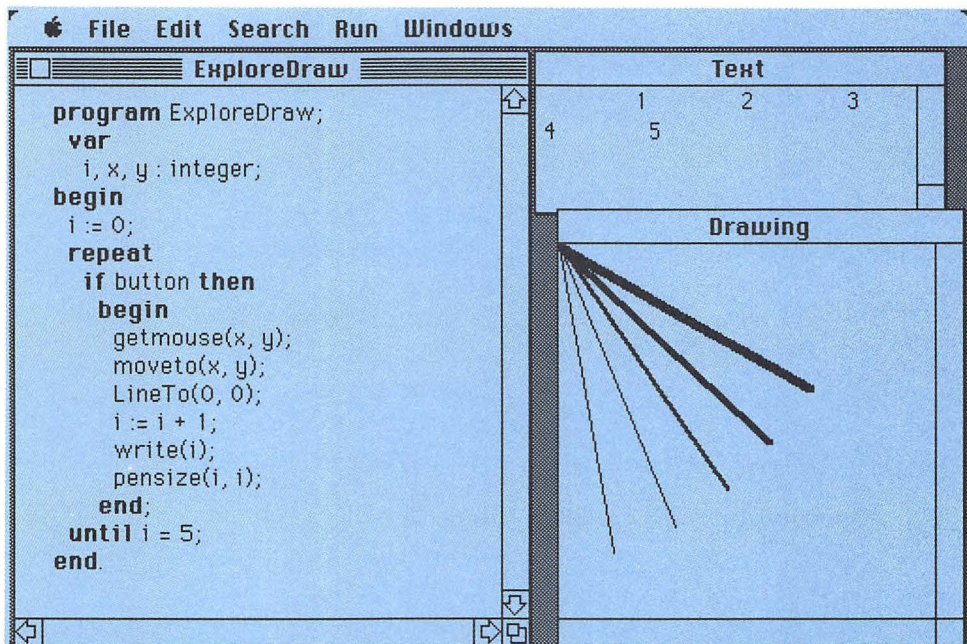 File Edit Search Run Windows
ExploreDraw
program ExploreDraw;
var
i, x, y : integer;
begin
i := 0;
repeat
if button then
begin
getmouse(x, y);
moveto(x, y);
LineTo(0, 0);
i := i + 1;
write(i);
pensize(i, i);
end;
until i = 5;
end.
Text
1 2 3
4 5
Drawing